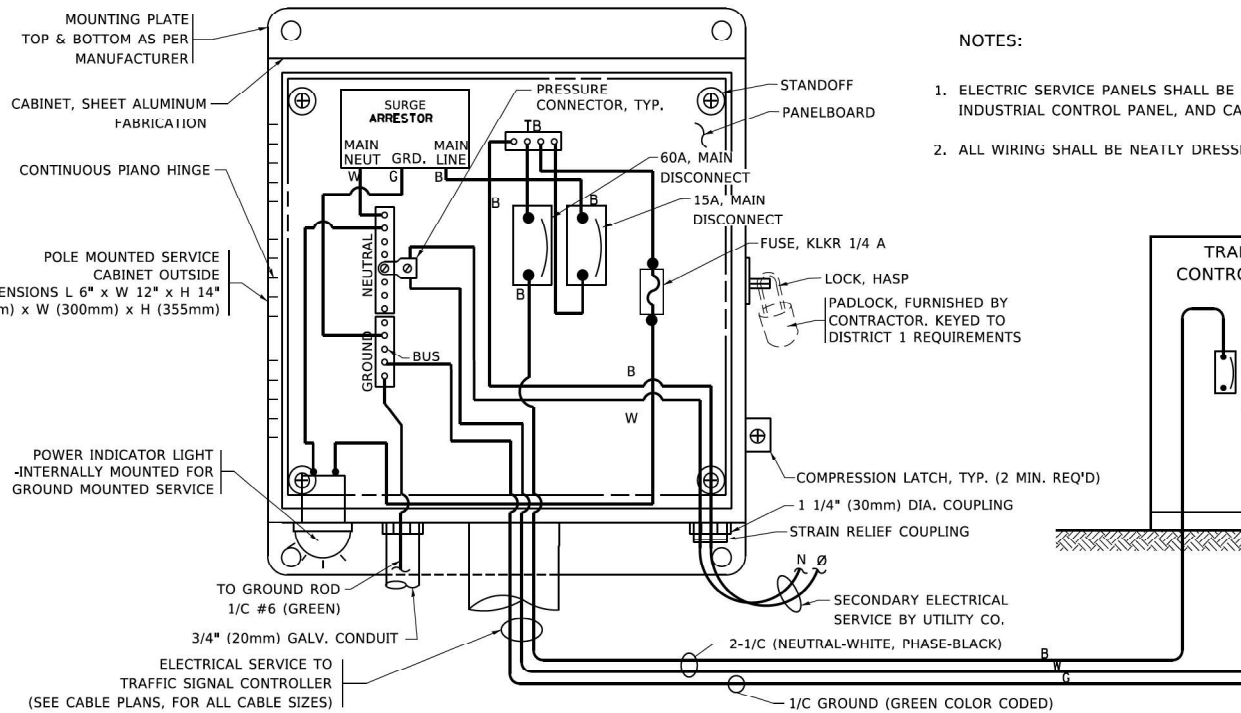 MOUNTING PLATE
TOP & BOTTOM AS PER
MANUFACTURER
CABINET, SHEET ALUMINUM
FABRICATION
CONTINUOUS PIANO HINGE
POLE MOUNTED SERVICE
CABINET OUTSIDE
ENSIONS L 6" x W 12" x H 14"
m) x W (300mm) x H (355mm)
POWER INDICATOR LIGHT
-INTERNALLY MOUNTED FOR
GROUND MOUNTED SERVICE
TO GROUND ROD
1/C #6 (GREEN)
3/4" (20mm) GALV. CONDUIT
ELECTRICAL SERVICE TO
TRAFFIC SIGNAL CONTROLLER
(SEE CABLE PLANS, FOR ALL CABLE SIZES)
SURGE
ARRESTOR
MAIN
NEUT
GRD.
MAIN
LINE
W
G
B
PRESSURE
CONNECTOR, TYP.
TB
60A, MAIN
DISCONNECT
B
B
15A, MAIN
DISCONNECT
B
NEUTRAL
GROUND
BUS
B
W
STANDOFF
PANELBOARD
FUSE, KLKR 1/4 A
LOCK, HASP
PADLOCK, FURNISHED BY
CONTRACTOR. KEYED TO
DISTRICT 1 REQUIREMENTS
COMPRESSION LATCH, TYP. (2 MIN. REQ'D)
1 1/4" (30mm) DIA. COUPLING
STRAIN RELIEF COUPLING
N Ø
SECONDARY ELECTRICAL
SERVICE BY UTILITY CO.
2-1/C (NEUTRAL-WHITE, PHASE-BLACK)
B
W
G
1/C GROUND (GREEN COLOR CODED)
NOTES:
1. ELECTRIC SERVICE PANELS SHALL BE
INDUSTRIAL CONTROL PANEL, AND CA
2. ALL WIRING SHALL BE NEATLY DRESS
TRA
CONTRO